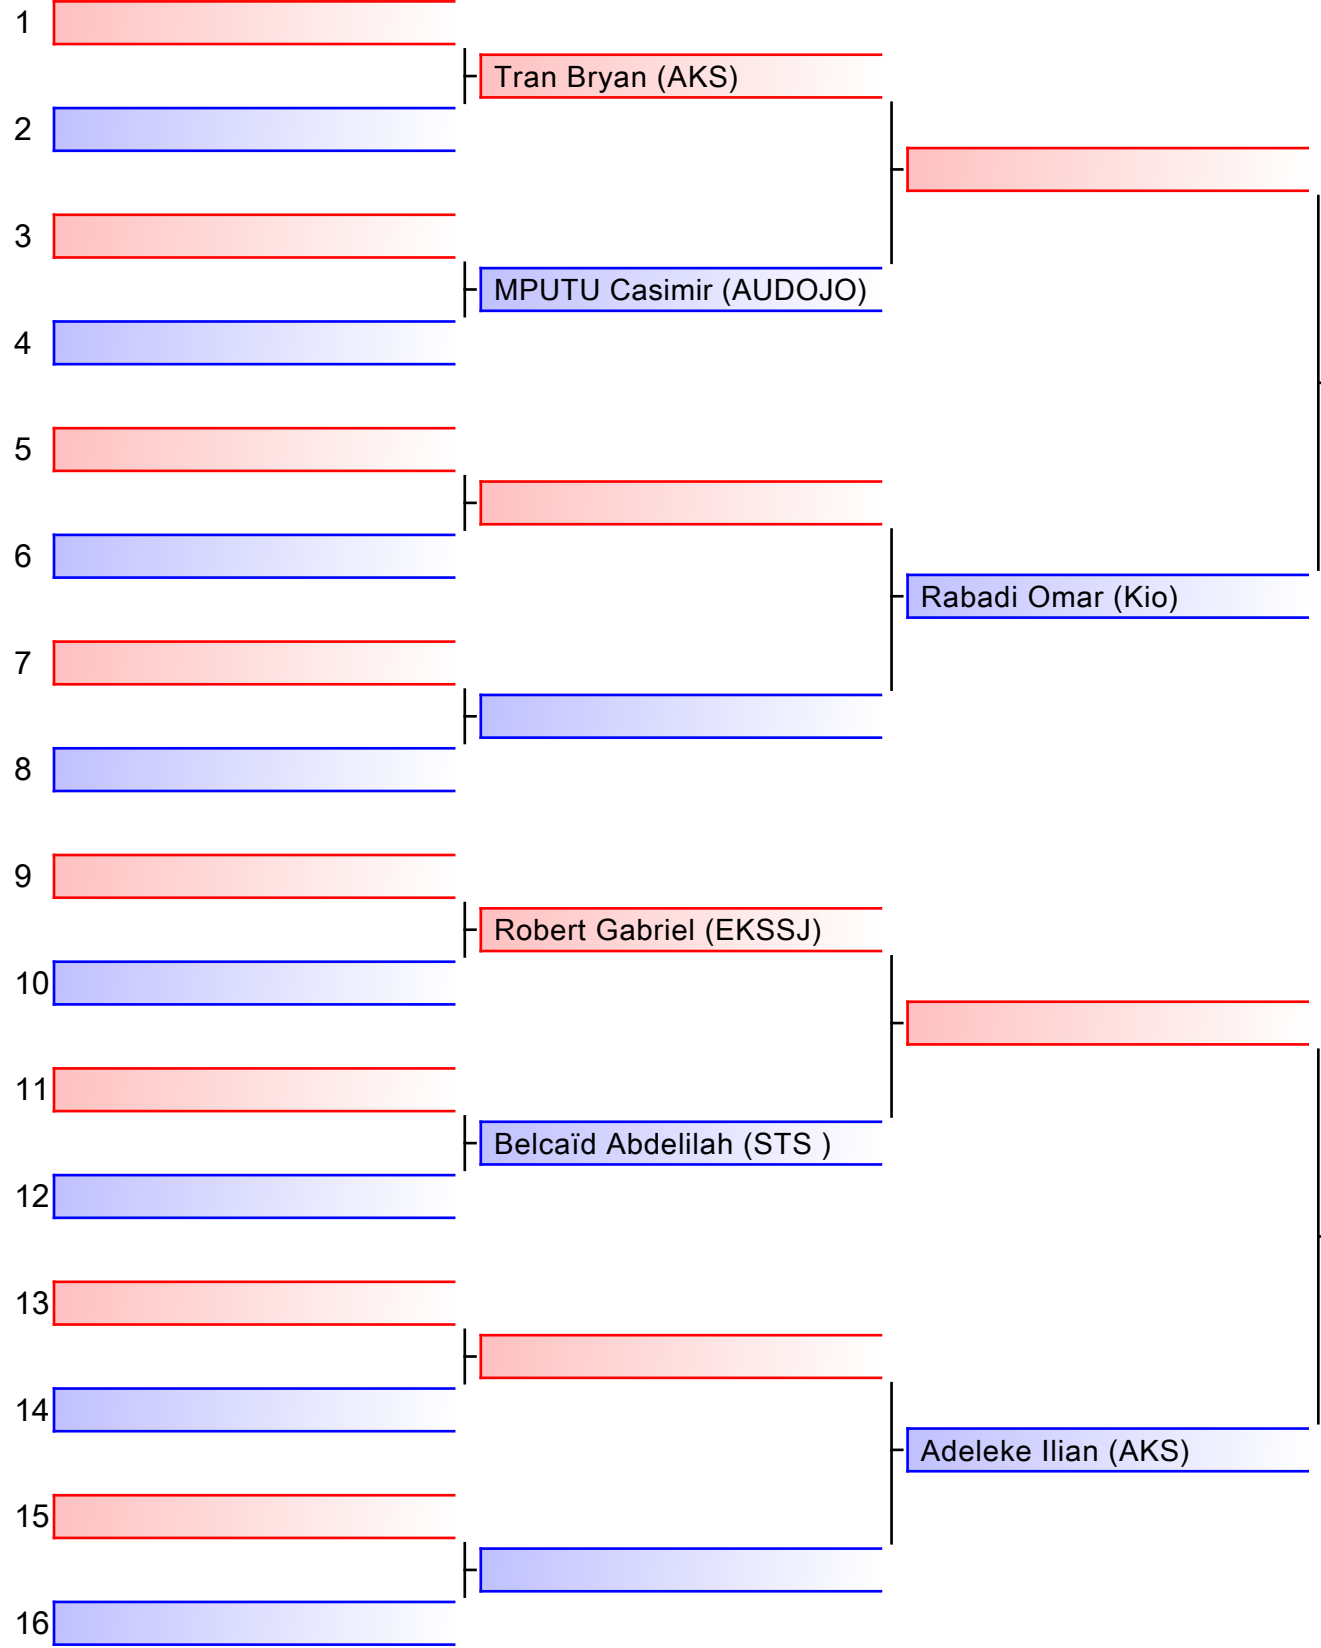 1
Tran Bryan (AKS)
2
3
MPUTU Casimir (AUDOJO)
4
5
6
Rabadi Omar (Kio)
7
8
9
Robert Gabriel (EKSSJ)
10
11
Belcaïd Abdelilah (STS )
12
13
14
Adeleke Ilian (AKS)
15
16